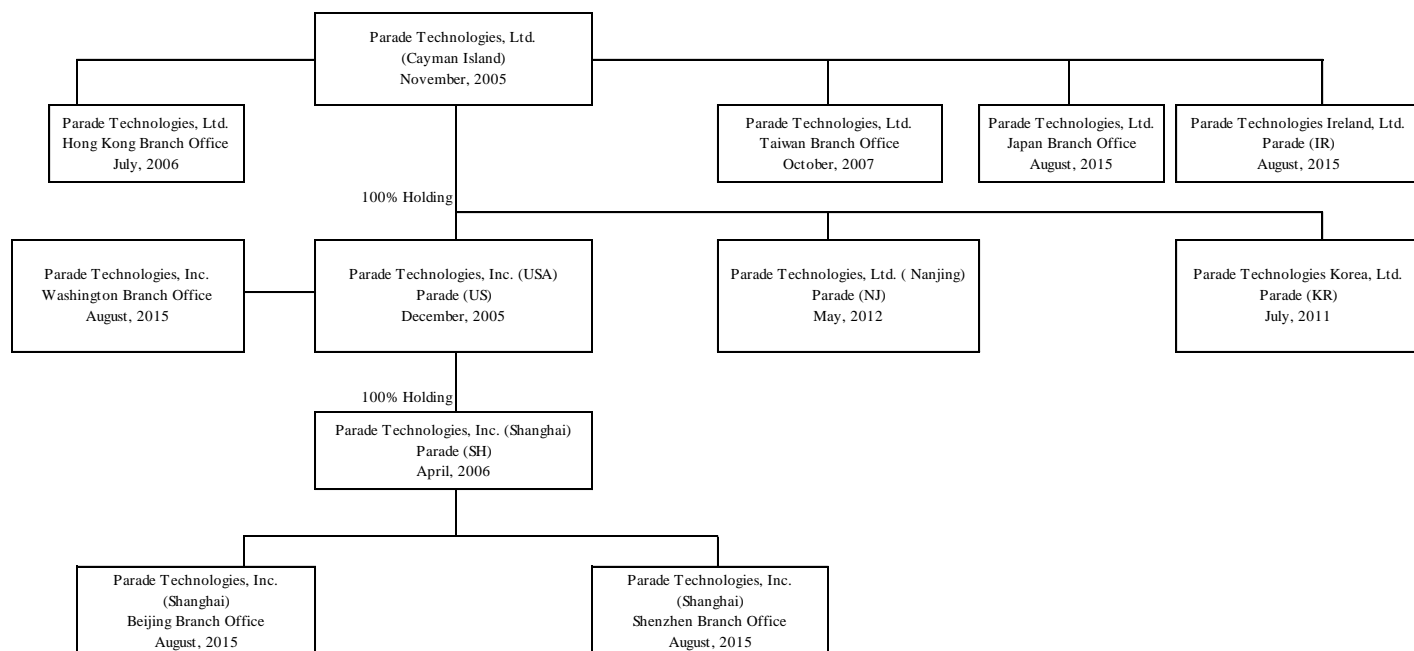 Parade Technologies, Ltd.
(Cayman Island)
November, 2005
Parade Technologies, Ltd.
Hong Kong Branch Office
July, 2006
Parade Technologies, Ltd.
Taiwan Branch Office
October, 2007
Parade Technologies, Ltd.
Japan Branch Office
August, 2015
Parade Technologies Ireland, Ltd.
Parade (IR)
August, 2015
100% Holding
Parade Technologies, Inc.
Washington Branch Office
August, 2015
Parade Technologies, Inc. (USA)
Parade (US)
December, 2005
Parade Technologies, Ltd. ( Nanjing)
Parade (NJ)
May, 2012
Parade Technologies Korea, Ltd.
Parade (KR)
July, 2011
100% Holding
Parade Technologies, Inc. (Shanghai)
Parade (SH)
April, 2006
Parade Technologies, Inc.
(Shanghai)
Beijing Branch Office
August, 2015
Parade Technologies, Inc.
(Shanghai)
Shenzhen Branch Office
August, 2015